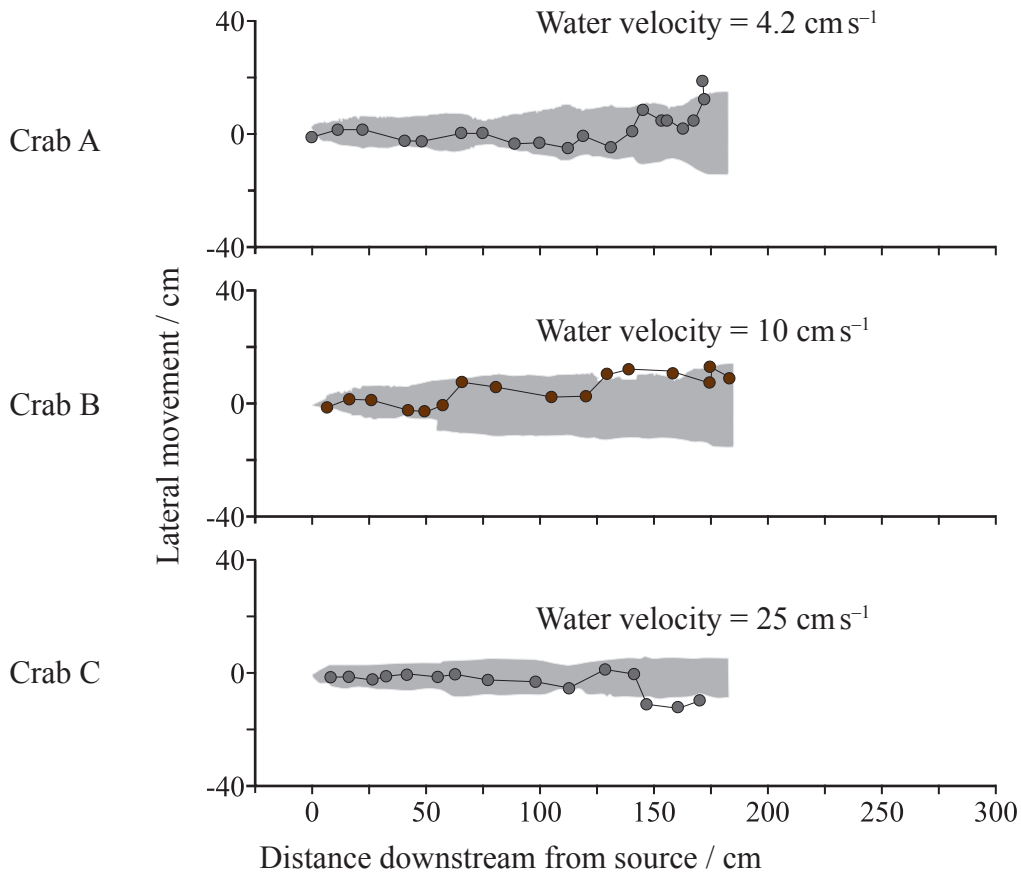 40
Water velocity = 4.2 cm s⁻¹
Crab A
0
-40
40
Water velocity = 10 cm s⁻¹
Crab B
0
-40
Lateral movement / cm
40
Water velocity = 25 cm s⁻¹
Crab C
0
-40
0 50 100 150 200 250 300
Distance downstream from source / cm